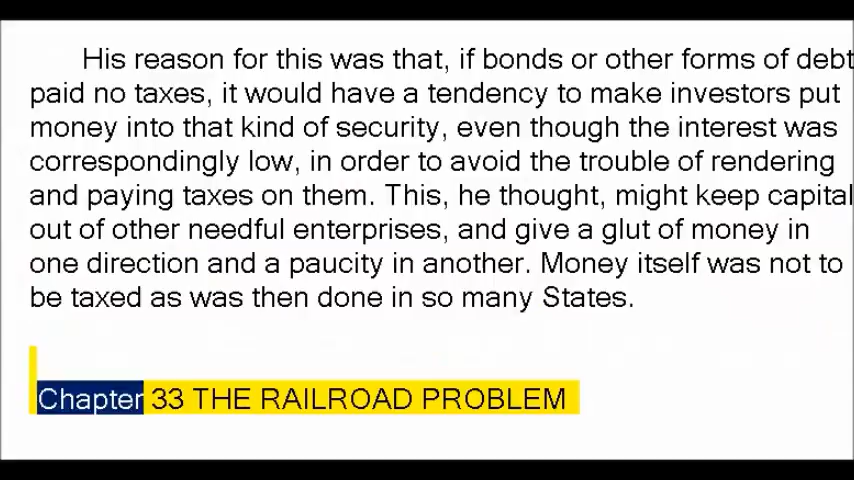 His reason for this was that, if bonds or other forms of debt
paid no taxes, it would have a tendency to make investors put
money into that kind of security, even though the interest was
correspondingly low, in order to avoid the trouble of rendering
and paying taxes on them. This, he thought, might keep capital
out of other needful enterprises, and give a glut of money in
one direction and a paucity in another. Money itself was not to
be taxed as was then done in so many States.
Chapter 33 THE RAILROAD PROBLEM